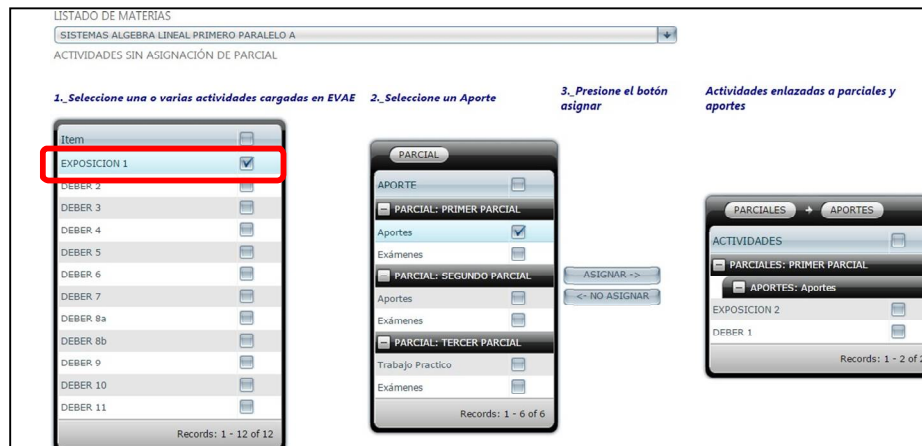 LISTADO DE MATERIAS
SISTEMAS ALGEBRA LINEAL PRIMERO PARALELO A
ACTIVIDADES SIN ASIGNACIÓN DE PARCIAL
1._Seleccione una o varias actividades cargadas en EVAE
Item
EXPOSICION 1
DEBER 2
DEBER 3
DEBER 4
DEBER 5
DEBER 6
DEBER 7
DEBER 8a
DEBER 8b
DEBER 9
DEBER 10
DEBER 11
Records: 1 - 12 of 12
2._Seleccione un Aporte
PARCIAL
APORTE
PARCIAL: PRIMER PARCIAL
Aportes
Exámenes
PARCIAL: SEGUNDO PARCIAL
Aportes
Exámenes
PARCIAL: TERCER PARCIAL
Trabajo Practico
Exámenes
Records: 1 - 6 of 6
3._Presione el botón
asignar
ASIGNAR ->
<- NO ASIGNAR
Actividades enlazadas a parciales y
aportes
PARCIALES → APORTES
ACTIVIDADES
PARCIALES: PRIMER PARCIAL
APORTES: Aportes
EXPOSICION 2
DEBER 1
Records: 1 - 2 of 2